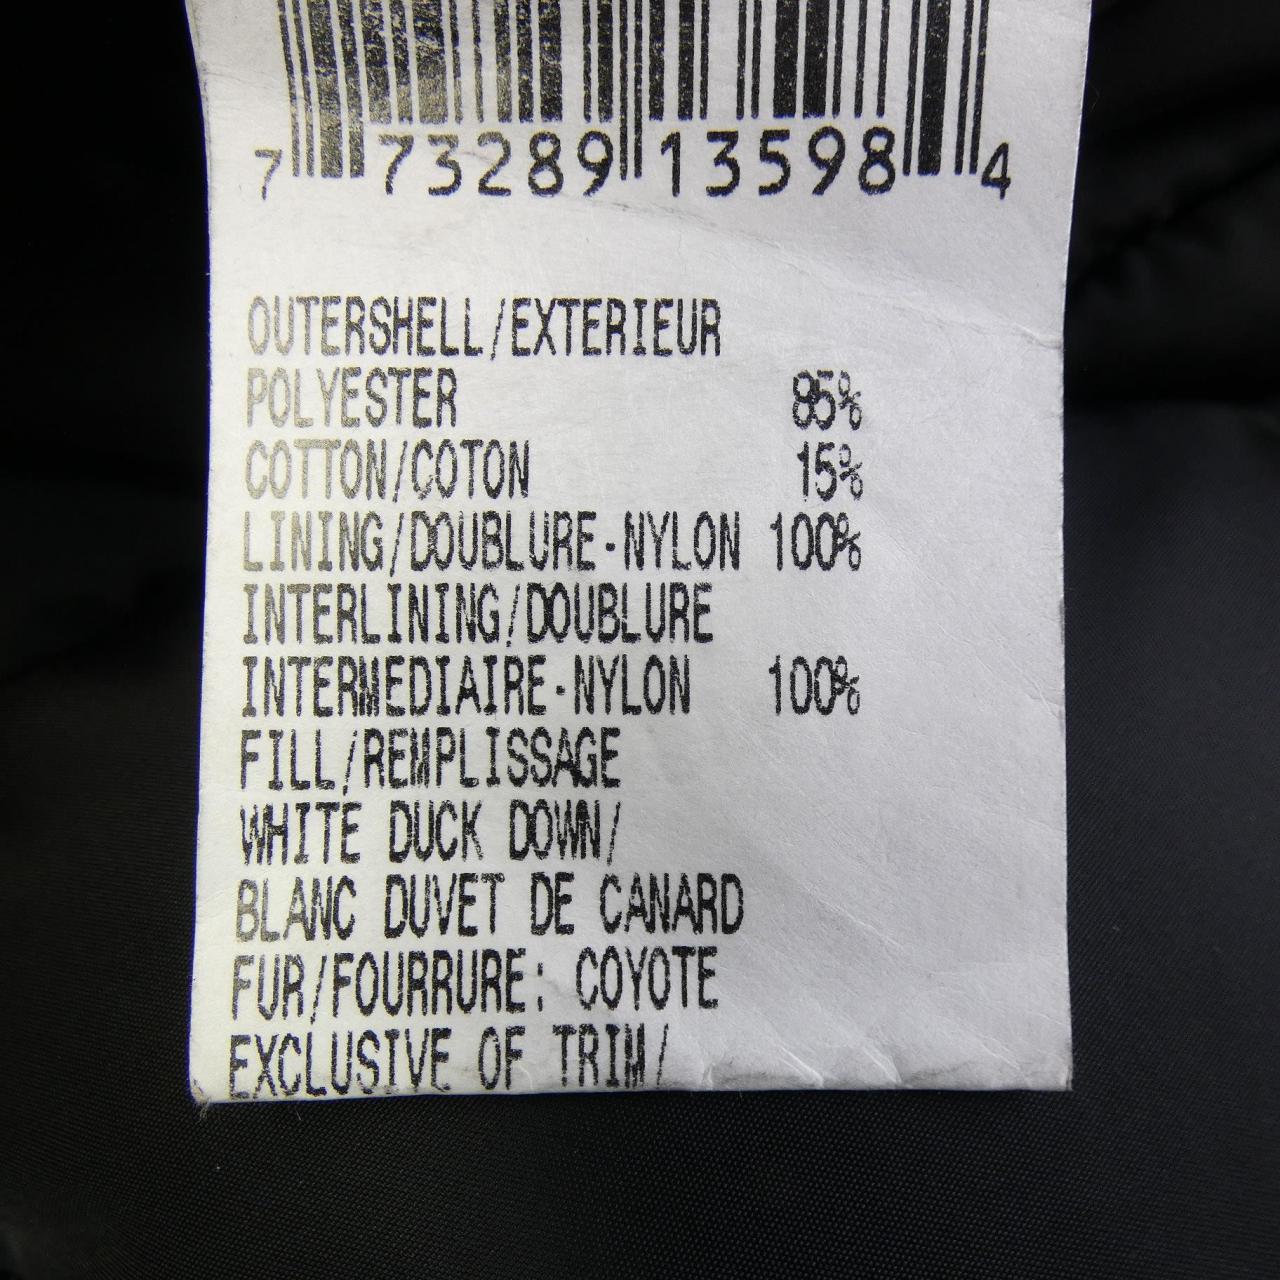 7 73289 13598 4
OUTERSHELL/EXTERIEUR
POLYESTER 85%
COTTON/COTON 15%
LINING/DOUBLURE-NYLON 100%
INTERLINING/DOUBLURE
INTERMEDIAIRE-NYLON 100%
FILL/REMPLISSAGE
WHITE DUCK DOWN/
BLANC DUVET DE CANARD
FUR/FOURRURE: COYOTE
EXCLUSIVE OF TRIM/